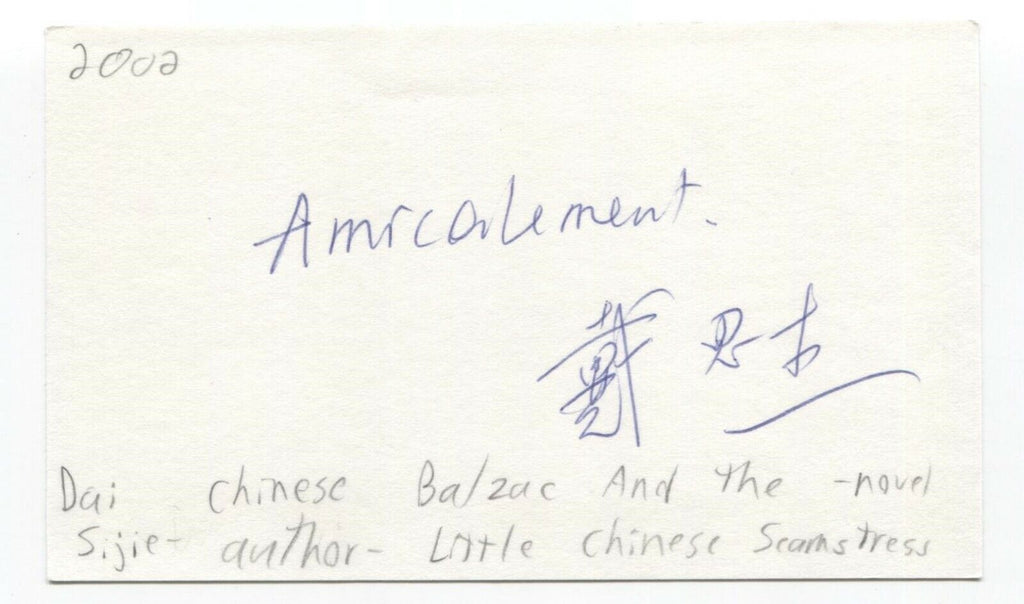 2002
Amicalement.
戴思杰
Dai chinese Balzac And the -novel
Sijie- author- Little chinese Seamstress